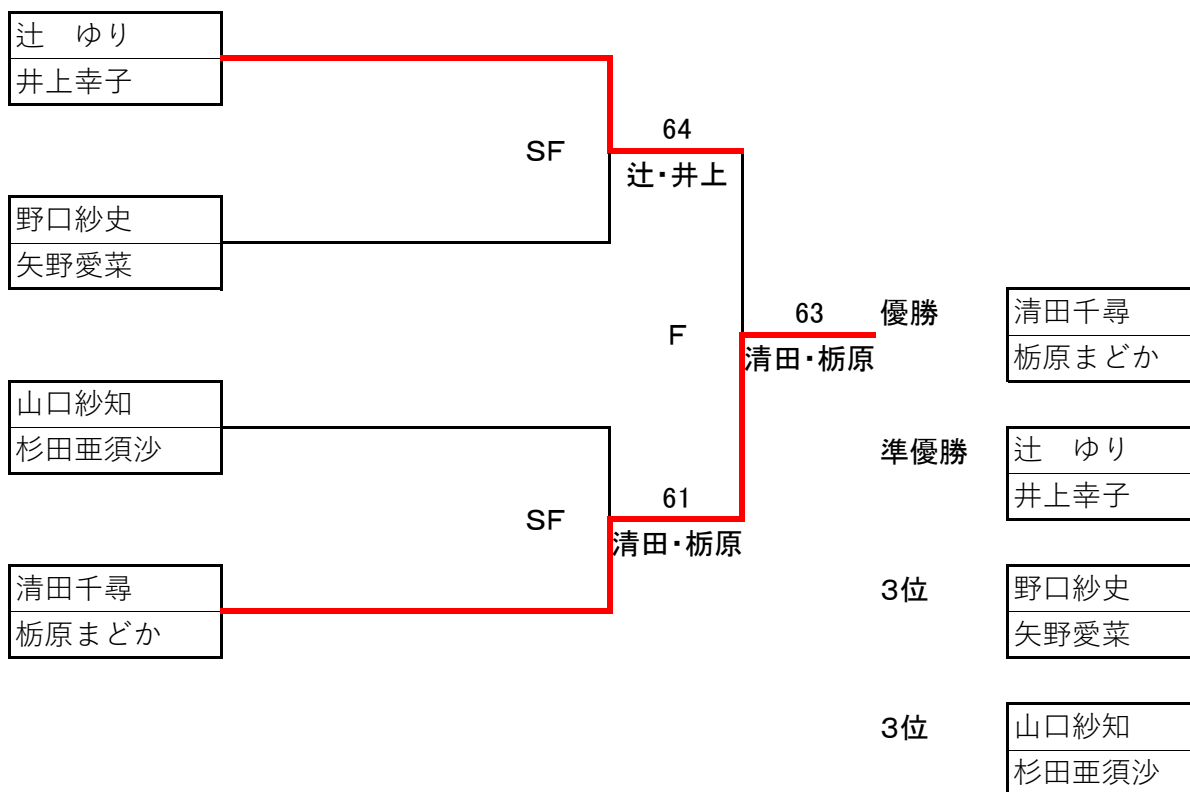 辻　ゆり
井上幸子
64
SF
辻・井上
野口紗史
矢野愛菜
63
優勝
清田千尋
栃原まどか
F
清田・栃原
山口紗知
杉田亜須沙
準優勝
辻　ゆり
井上幸子
61
SF
清田・栃原
清田千尋
栃原まどか
3位
野口紗史
矢野愛菜
3位
山口紗知
杉田亜須沙